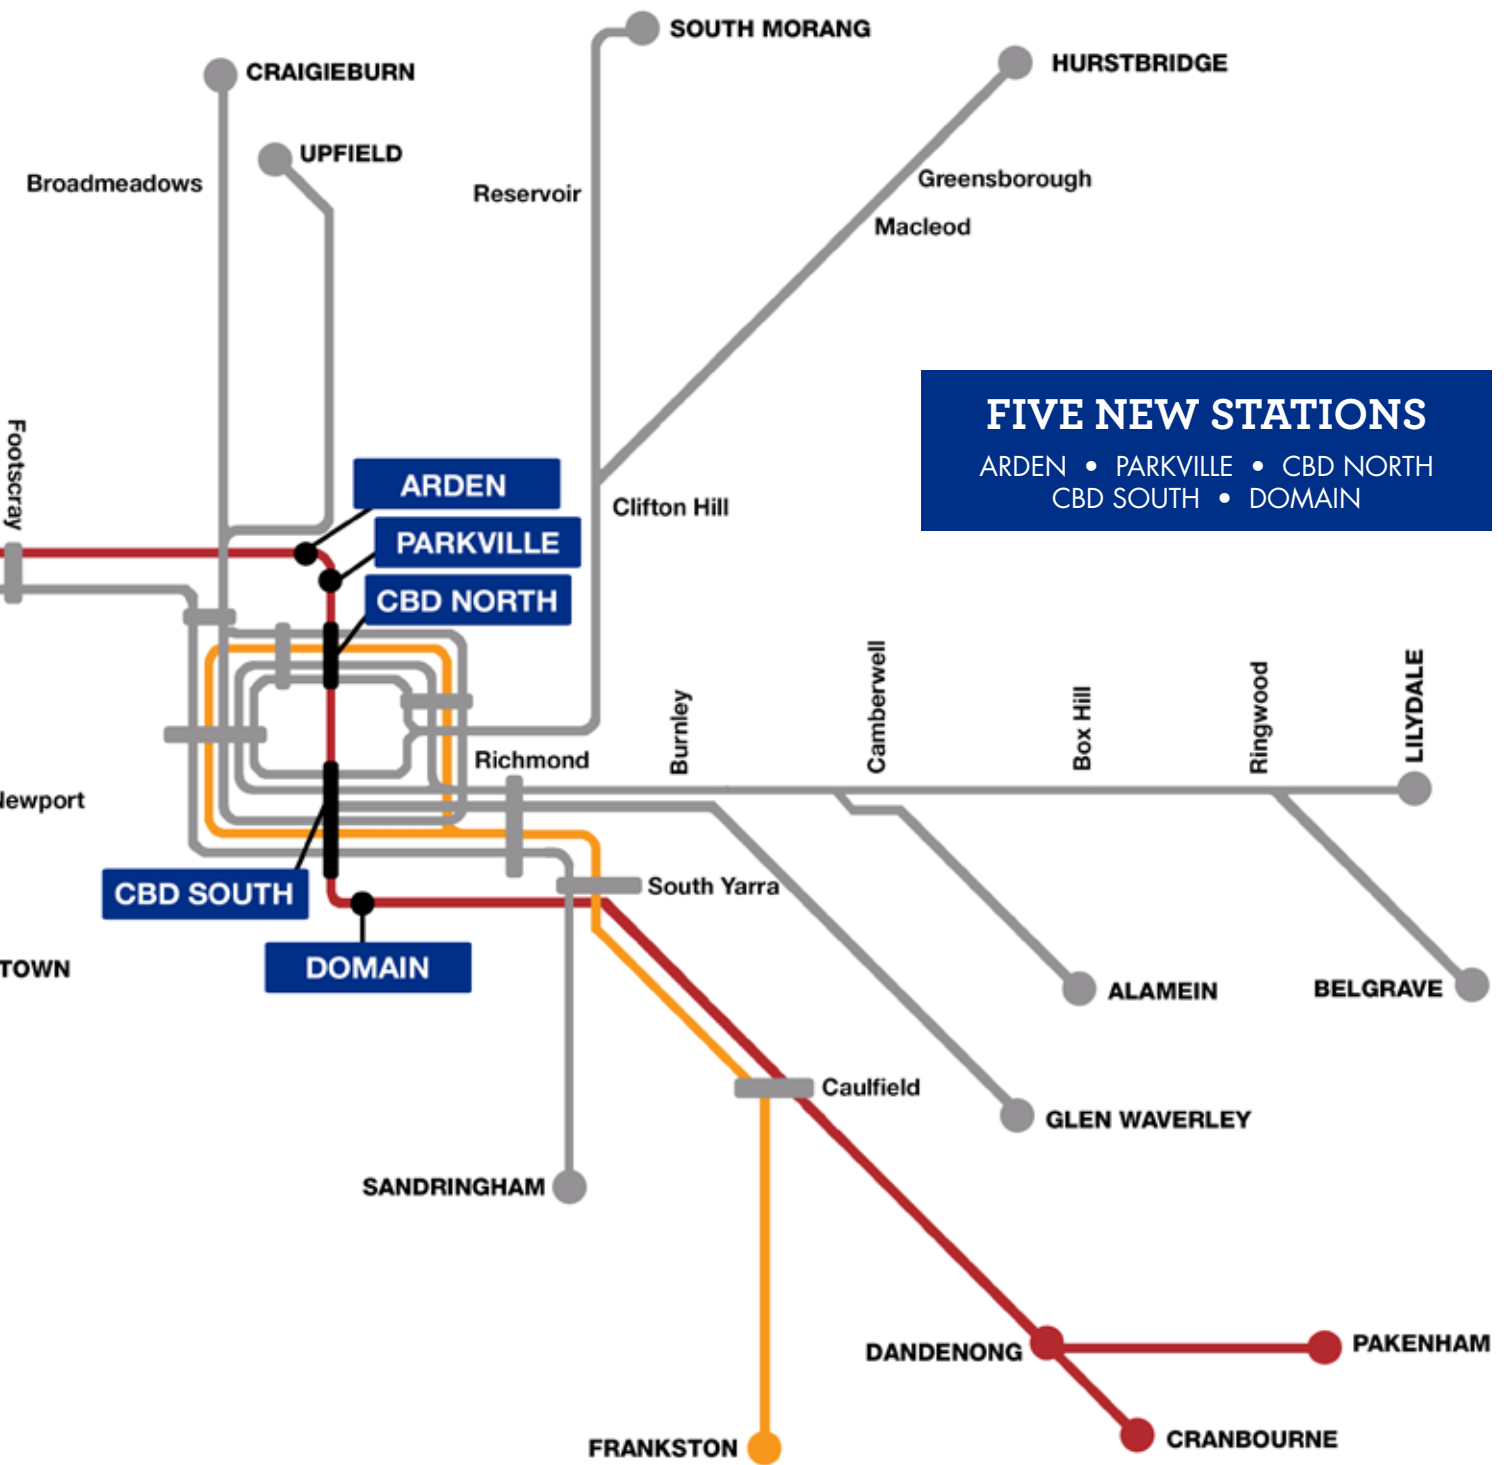 SOUTH MORANG
HURSTBRIDGE
CRAIGIEBURN
UPFIELD
Broadmeadows
Reservoir
Greensborough
Macleod
FIVE NEW STATIONS
ARDEN • PARKVILLE • CBD NORTH
CBD SOUTH • DOMAIN
Footscray
ARDEN
PARKVILLE
CBD NORTH
Clifton Hill
Richmond
Burnley
Camberwell
Box Hill
Ringwood
LILYDALE
Newport
CBD SOUTH
South Yarra
DOMAIN
TOWN
ALAMEIN
BELGRAVE
Caulfield
GLEN WAVERLEY
SANDRINGHAM
DANDENONG
PAKENHAM
FRANKSTON
CRANBOURNE